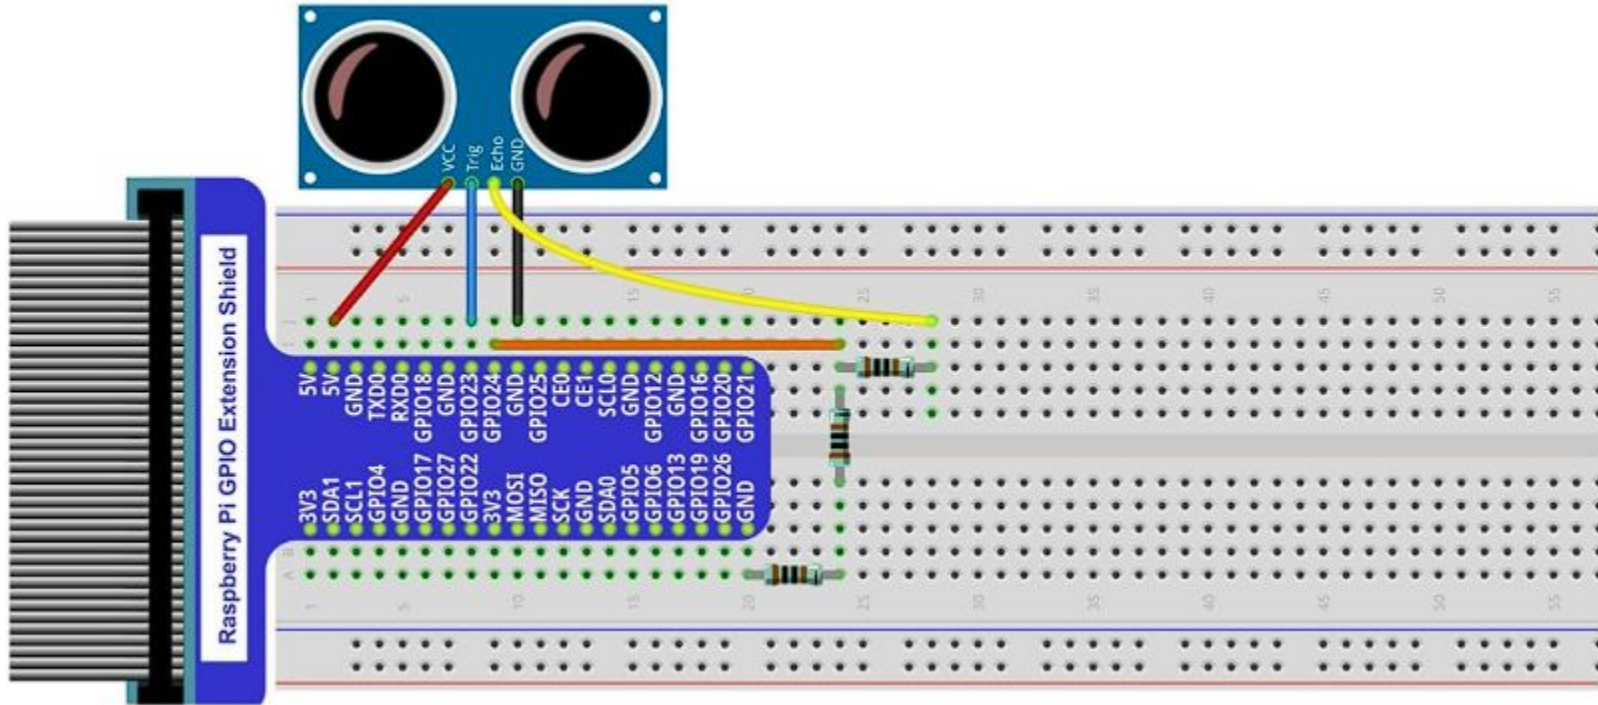 VCC
Trig
Echo
GND
Raspberry Pi GPIO Extension Shield
1 5 15 25 30 35 40 45 50 55
J
5V
5V
GND
TXD0
RXD0
GPIO18
GND
GPIO23
GPIO24
GND
GPIO25
CE0
CE1
SCL0
GND
GPIO12
GND
GPIO16
GPIO20
GPIO21
3V3
SDA1
SCL1
GPIO4
GND
GPIO17
GPIO27
GPIO22
3V3
MOSI
MISO
SCK
GND
SDA0
GPIO5
GPIO6
GPIO13
GPIO19
GPIO26
GND
B
A
1 5 10 15 20 25 30 35 40 45 50 55